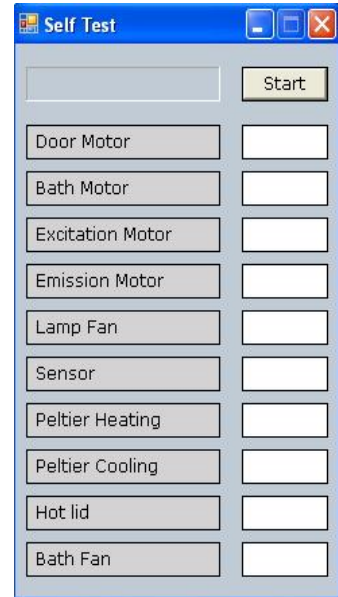 Self Test
Start
Door Motor
Bath Motor
Excitation Motor
Emission Motor
Lamp Fan
Sensor
Peltier Heating
Peltier Cooling
Hot lid
Bath Fan